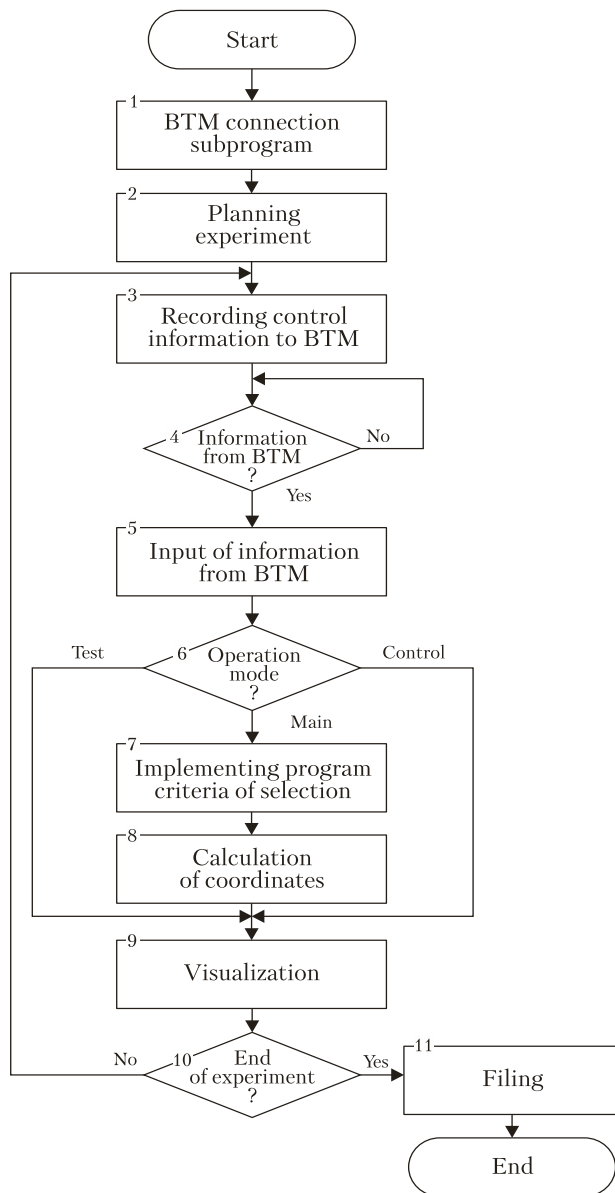 Start
1
BTM connection
subprogram
2
Planning
experiment
3
Recording control
information to BTM
4
Information
from BTM
?
No
Yes
5
Input of information
from BTM
6
Operation
mode
?
Test
Control
Main
7
Implementing program
criteria of selection
8
Calculation
of coordinates
9
Visualization
10
End
of experiment
?
No
Yes
11
Filing
End